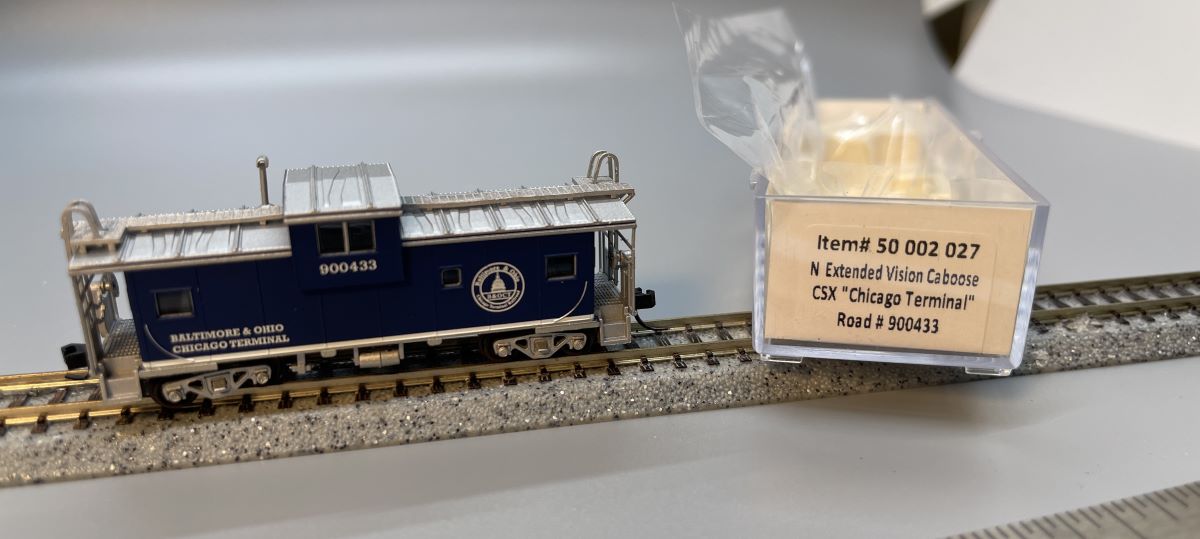 900433
BALTIMORE & OHIO
CHICAGO TERMINAL
Item# 50 002 027
N Extended Vision Caboose
CSX "Chicago Terminal"
Road # 900433